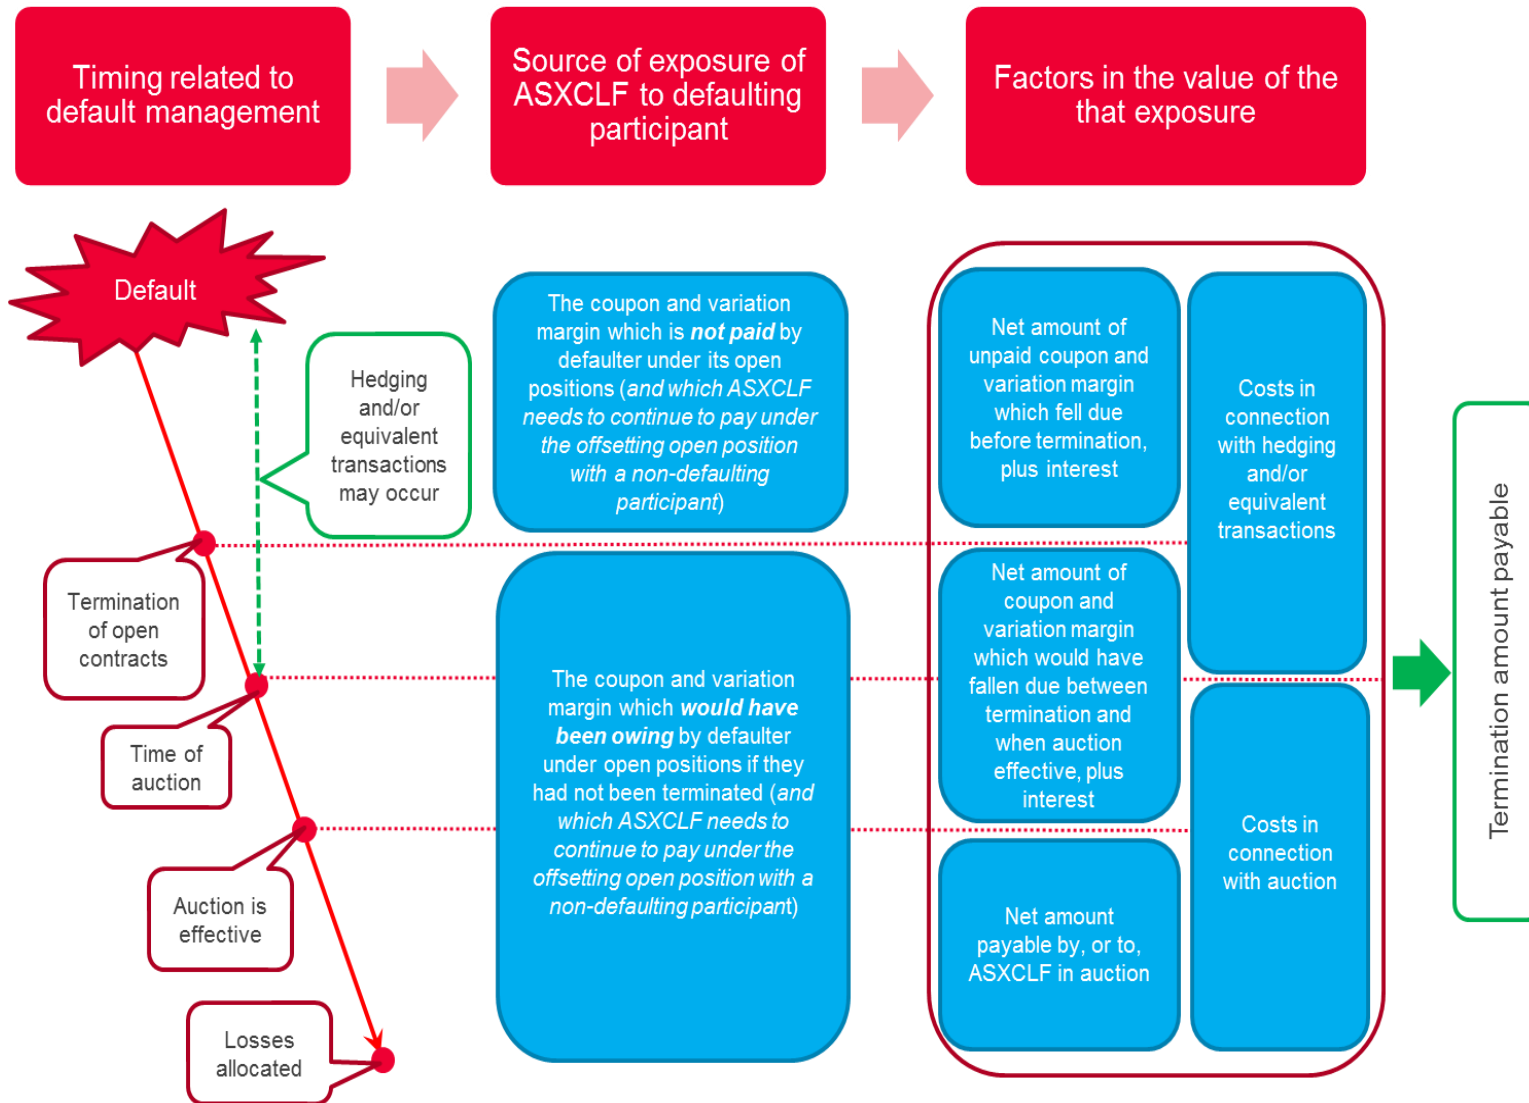 Timing related to
default management
Source of exposure of
ASXCLF to defaulting
participant
Factors in the value of the
that exposure
Default
Hedging
and/or
equivalent
transactions
may occur
Termination
of open
contracts
Time of
auction
Auction is
effective
Losses
allocated
The coupon and variation
margin which is not paid by
defaulter under its open
positions (and which ASXCLF
needs to continue to pay under
the offsetting open position
with a non-defaulting
participant)
The coupon and variation
margin which would have
been owing by defaulter
under open positions if they
had not been terminated (and
which ASXCLF needs to
continue to pay under the
offsetting open position with a
non-defaulting participant)
Net amount of
unpaid coupon and
variation margin
which fell due
before termination,
plus interest
Net amount of
coupon and
variation margin
which would have
fallen due between
termination and
when auction
effective, plus
interest
Net amount
payable by, or to,
ASXCLF in auction
Costs in
connection
with hedging
and/or
equivalent
transactions
Costs in
connection
with auction
Termination amount payable